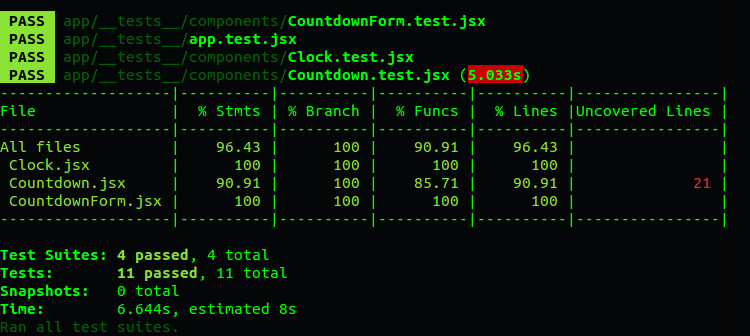 PASS app/__tests__/components/CountdownForm.test.jsx
PASS app/__tests__/app.test.jsx
PASS app/__tests__/components/Clock.test.jsx
PASS app/__tests__/components/Countdown.test.jsx (5.033s)
-------------------|----------|----------|----------|----------|----------------|
File               |  % Stmts | % Branch |  % Funcs |  % Lines |Uncovered Lines |
-------------------|----------|----------|----------|----------|----------------|
All files          |    96.43 |      100 |    90.91 |    96.43 |                |
 Clock.jsx         |      100 |      100 |      100 |      100 |                |
 Countdown.jsx     |    90.91 |      100 |    85.71 |    90.91 |             21 |
 CountdownForm.jsx |      100 |      100 |      100 |      100 |                |
-------------------|----------|----------|----------|----------|----------------|
Test Suites: 4 passed, 4 total
Tests:       11 passed, 11 total
Snapshots:   0 total
Time:        6.644s, estimated 8s
Ran all test suites.